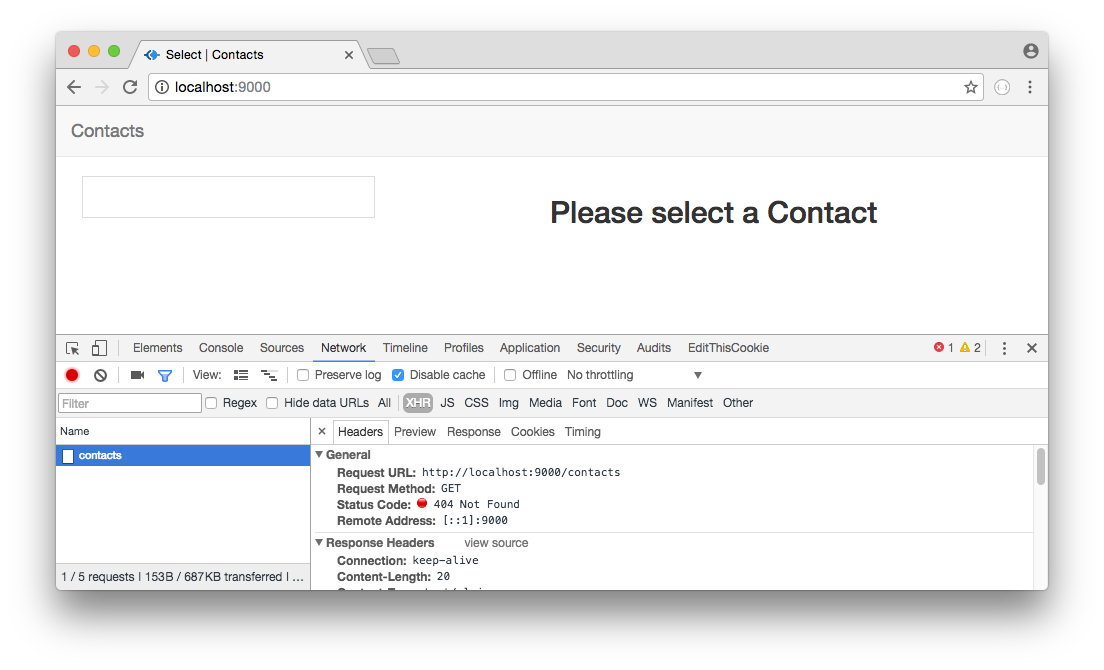 Select | Contacts
localhost:9000
Contacts
Please select a Contact
Elements Console Sources Network Timeline Profiles Application Security Audits EditThisCookie 1 2
View: Preserve log Disable cache Offline No throttling
Filter Regex Hide data URLs All XHR JS CSS Img Media Font Doc WS Manifest Other
Name Headers Preview Response Cookies Timing
contacts
General
Request URL: http://localhost:9000/contacts
Request Method: GET
Status Code: 404 Not Found
Remote Address: [::1]:9000
Response Headers view source
Connection: keep-alive
Content-Length: 20
1 / 5 requests | 153B / 687KB transferred | ...